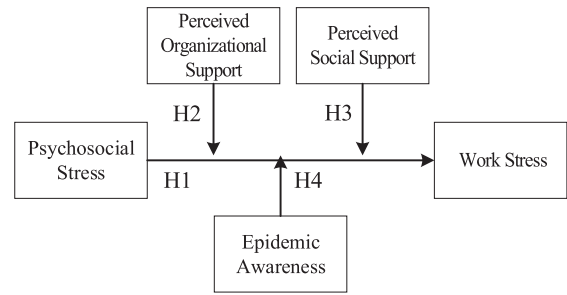 Perceived
Organizational
Support
Perceived
Social Support
H2
H3
Psychosocial
Stress
H1
H4
Work Stress
Epidemic
Awareness